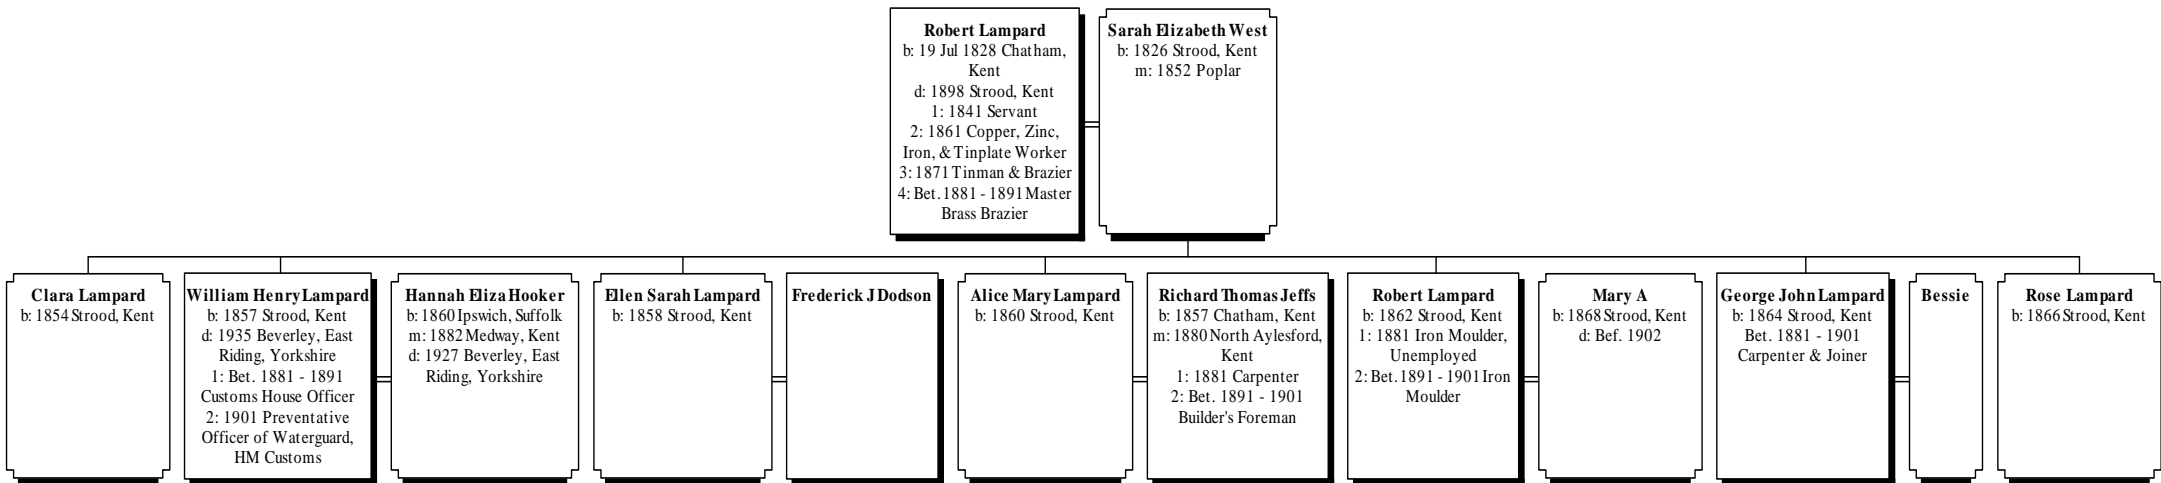 Robert Lampard
b: 19 Jul 1828 Chatham,
Kent
d: 1898 Strood, Kent
1: 1841 Servant
2: 1861 Copper, Zinc,
Iron, & Tinplate Worker
3: 1871 Tinman & Brazier
4: Bet. 1881 - 1891 Master
Brass Brazier
Sarah Elizabeth West
b: 1826 Strood, Kent
m: 1852 Poplar
Clara Lampard
b: 1854 Strood, Kent
William Henry Lampard
b: 1857 Strood, Kent
d: 1935 Beverley, East
Riding, Yorkshire
1: Bet. 1881 - 1891
Customs House Officer
2: 1901 Preventative
Officer of Waterguard,
HM Customs
Hannah Eliza Hooker
b: 1860 Ipswich, Suffolk
m: 1882 Medway, Kent
d: 1927 Beverley, East
Riding, Yorkshire
Ellen Sarah Lampard
b: 1858 Strood, Kent
Frederick J Dodson
Alice Mary Lampard
b: 1860 Strood, Kent
Richard Thomas Jeffs
b: 1857 Chatham, Kent
m: 1880 North Aylesford,
Kent
1: 1881 Carpenter
2: Bet. 1891 - 1901
Builder's Foreman
Robert Lampard
b: 1862 Strood, Kent
1: 1881 Iron Moulder,
Unemployed
2: Bet. 1891 - 1901 Iron
Moulder
Mary A
b: 1868 Strood, Kent
d: Bef. 1902
George John Lampard
b: 1864 Strood, Kent
Bet. 1881 - 1901
Carpenter & Joiner
Bessie
Rose Lampard
b: 1866 Strood, Kent